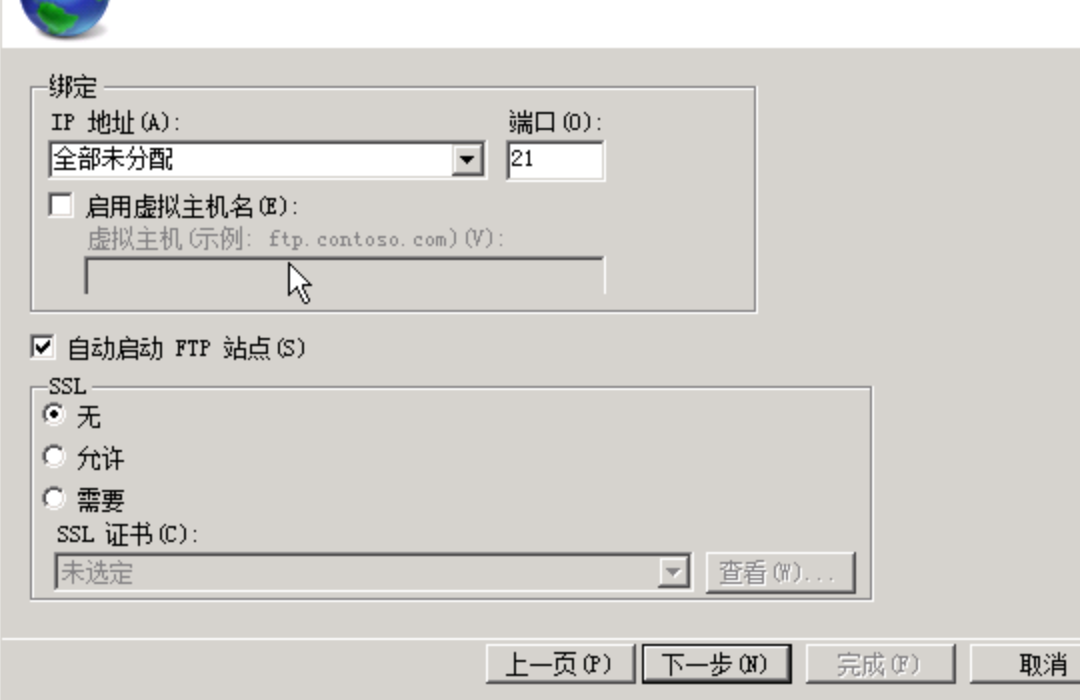 绑定
IP 地址(A): 端口(O):
全部未分配 21
启用虚拟主机名(E):
虚拟主机(示例: ftp.contoso.com)(V):
自动启动 FTP 站点(S)
SSL
无
允许
需要
SSL 证书(C):
未选定 查看(W)...
上一页(P) 下一步(N) 完成(F) 取消